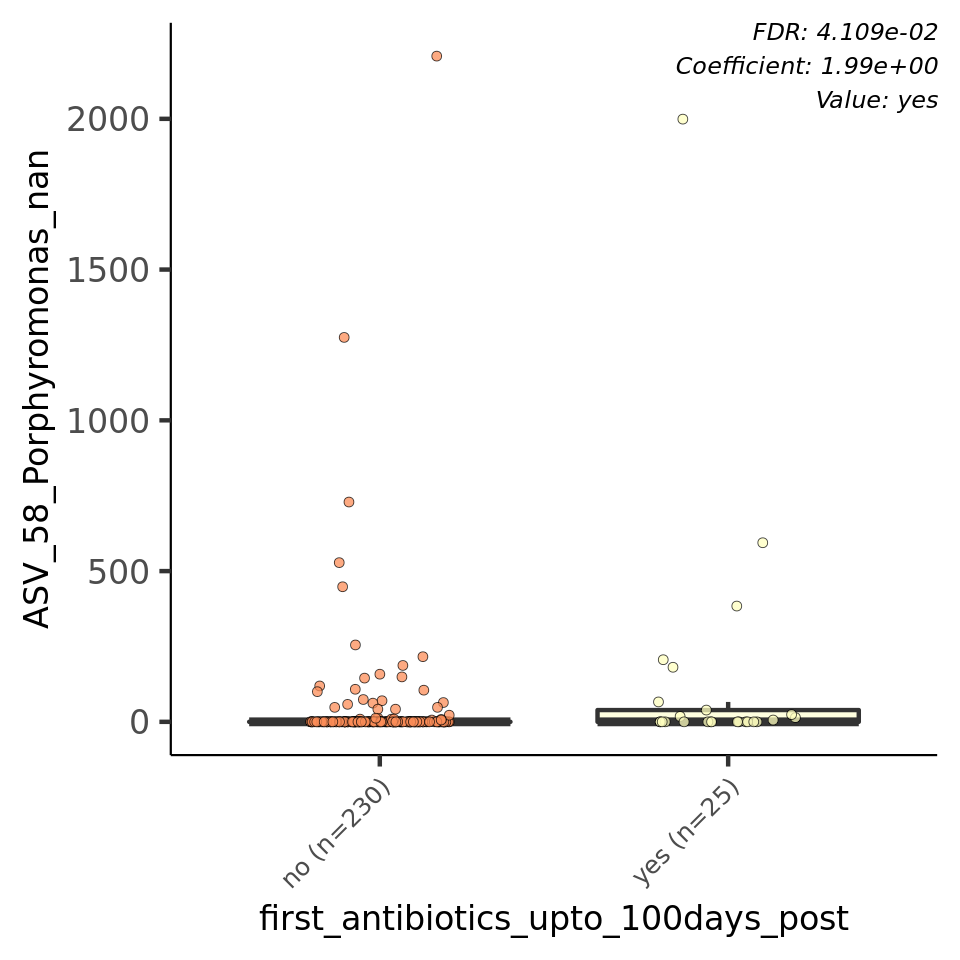 FDR: 4.109e-02
Coefficient: 1.99e+00
Value: yes
ASV_58_Porphyromonas_nan
2000
1500
1000
500
0
no (n=230)
yes (n=25)
first_antibiotics_upto_100days_post